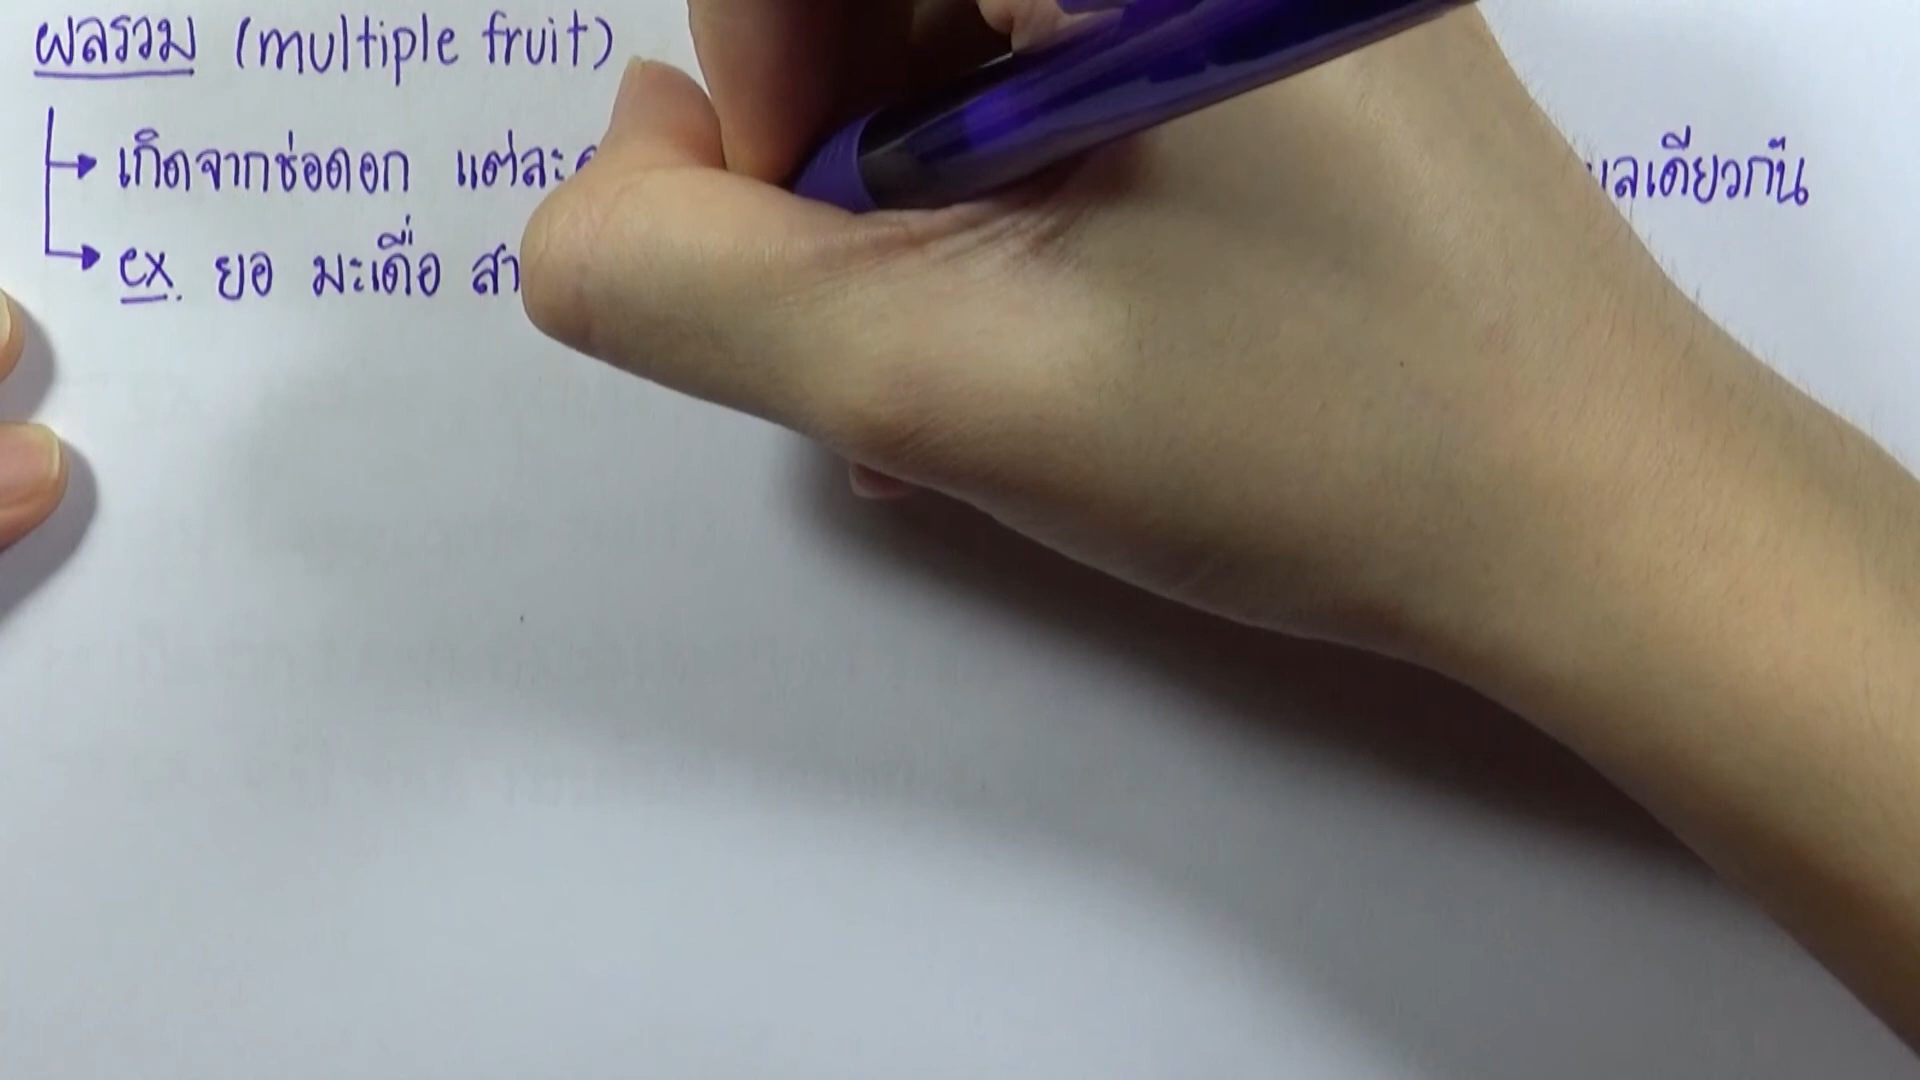 ผลรวม (multiple fruit)
เกิดจากช่อดอก แต่ละ ผลเดียวกัน
ex. ยอ มะเดื่อ